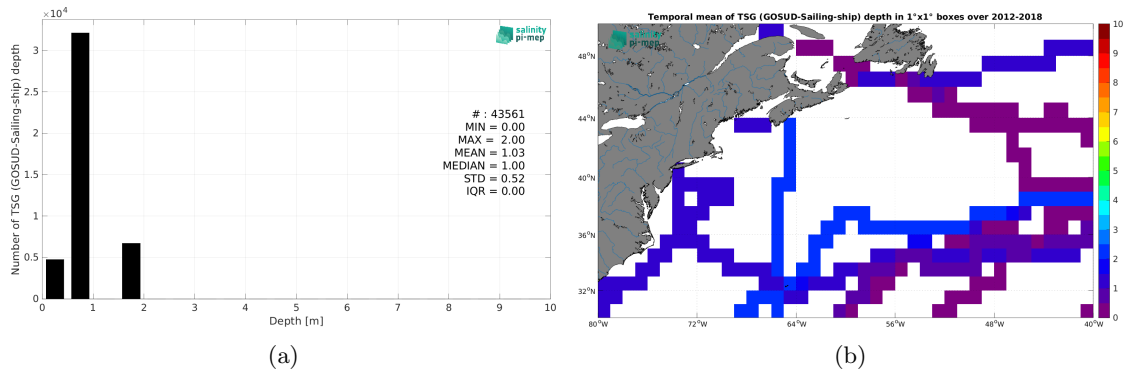 ×10⁴
3
2.5
2
1.5
1
0.5
0
0 1 2 3 4 5 6 7 8 9 10
Number of TSG (GOSUD-Sailing-ship) depth
Depth [m]
salinity
pi-mep
# : 43561
MIN = 0.00
MAX = 2.00
MEAN = 1.03
MEDIAN = 1.00
STD = 0.52
IQR = 0.00
(a)
Temporal mean of TSG (GOSUD-Sailing-ship) depth in 1°x1° boxes over 2012-2018
salinity
pi-mep
48°N
44°N
40°N
36°N
32°N
80°W 72°W 64°W 56°W 48°W 40°W
10
9
8
7
6
5
4
3
2
1
0
(b)